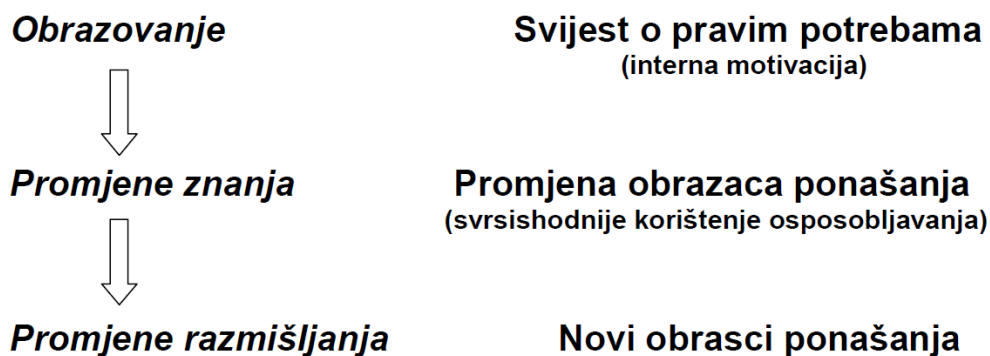 Obrazovanje
Svijest o pravim potrebama
(interna motivacija)
Promjene znanja
Promjena obrazaca ponašanja
(svrsishodnije korištenje osposobljavanja)
Promjene razmišljanja
Novi obrasci ponašanja